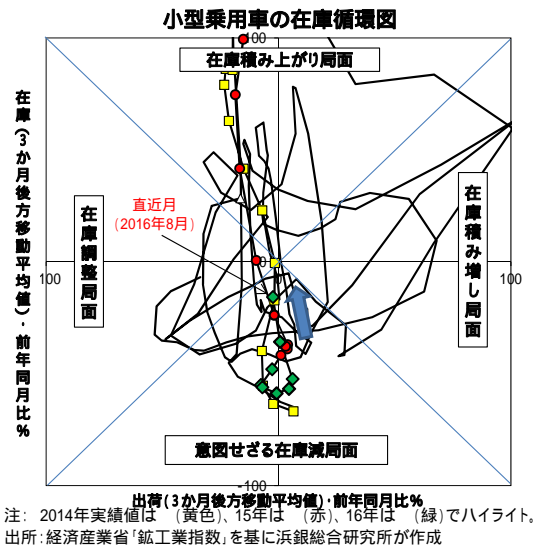 小型乗用車の在庫循環図
100
在庫積み上がり局面
在庫(3か月後方移動平均値)・前年同月比%
直近月
(2016年8月)
在庫調整局面
在庫積み増し局面
100
0
100
意図せざる在庫減局面
-100
出荷(3か月後方移動平均値)・前年同月比%
注: 2014年実績値は (黄色)、15年は (赤)、16年は (緑)でハイライト。
出所:経済産業省「鉱工業指数」を基に浜銀総合研究所が作成